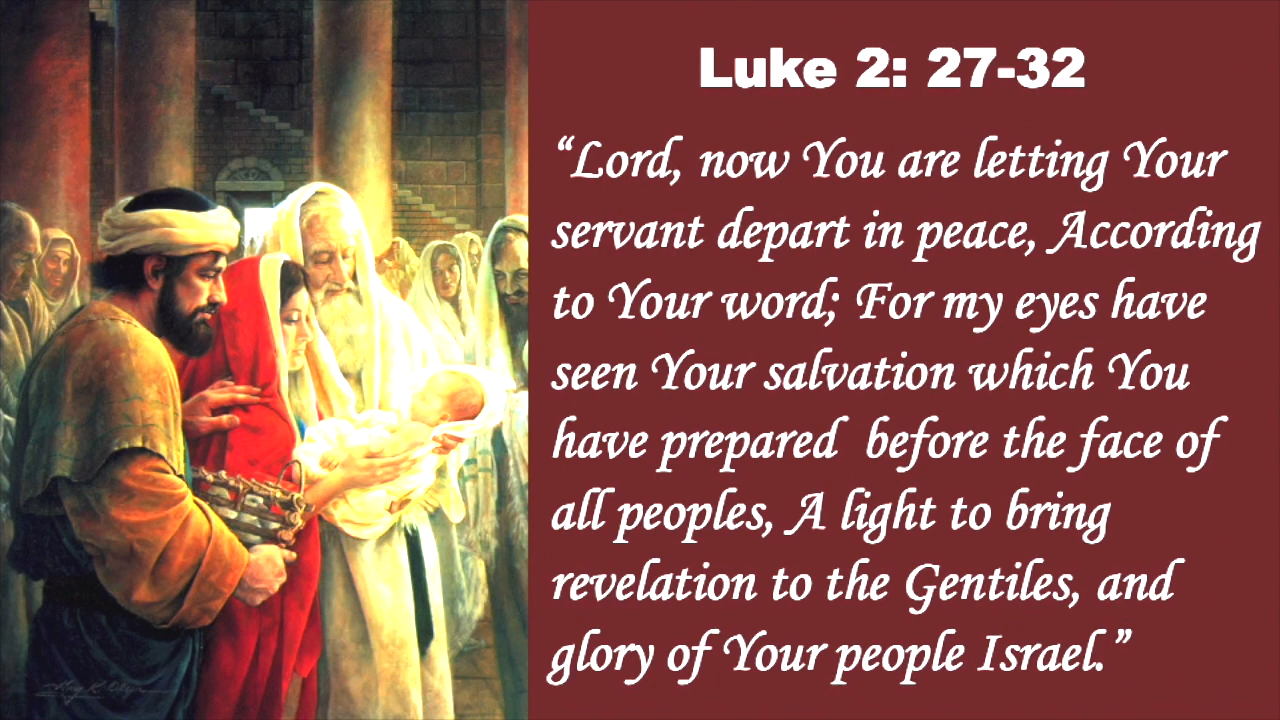 Luke 2: 27-32
“Lord, now You are letting Your
servant depart in peace, According
to Your word; For my eyes have
seen Your salvation which You
have prepared  before the face of
all peoples, A light to bring
revelation to the Gentiles, and
glory of Your people Israel.”